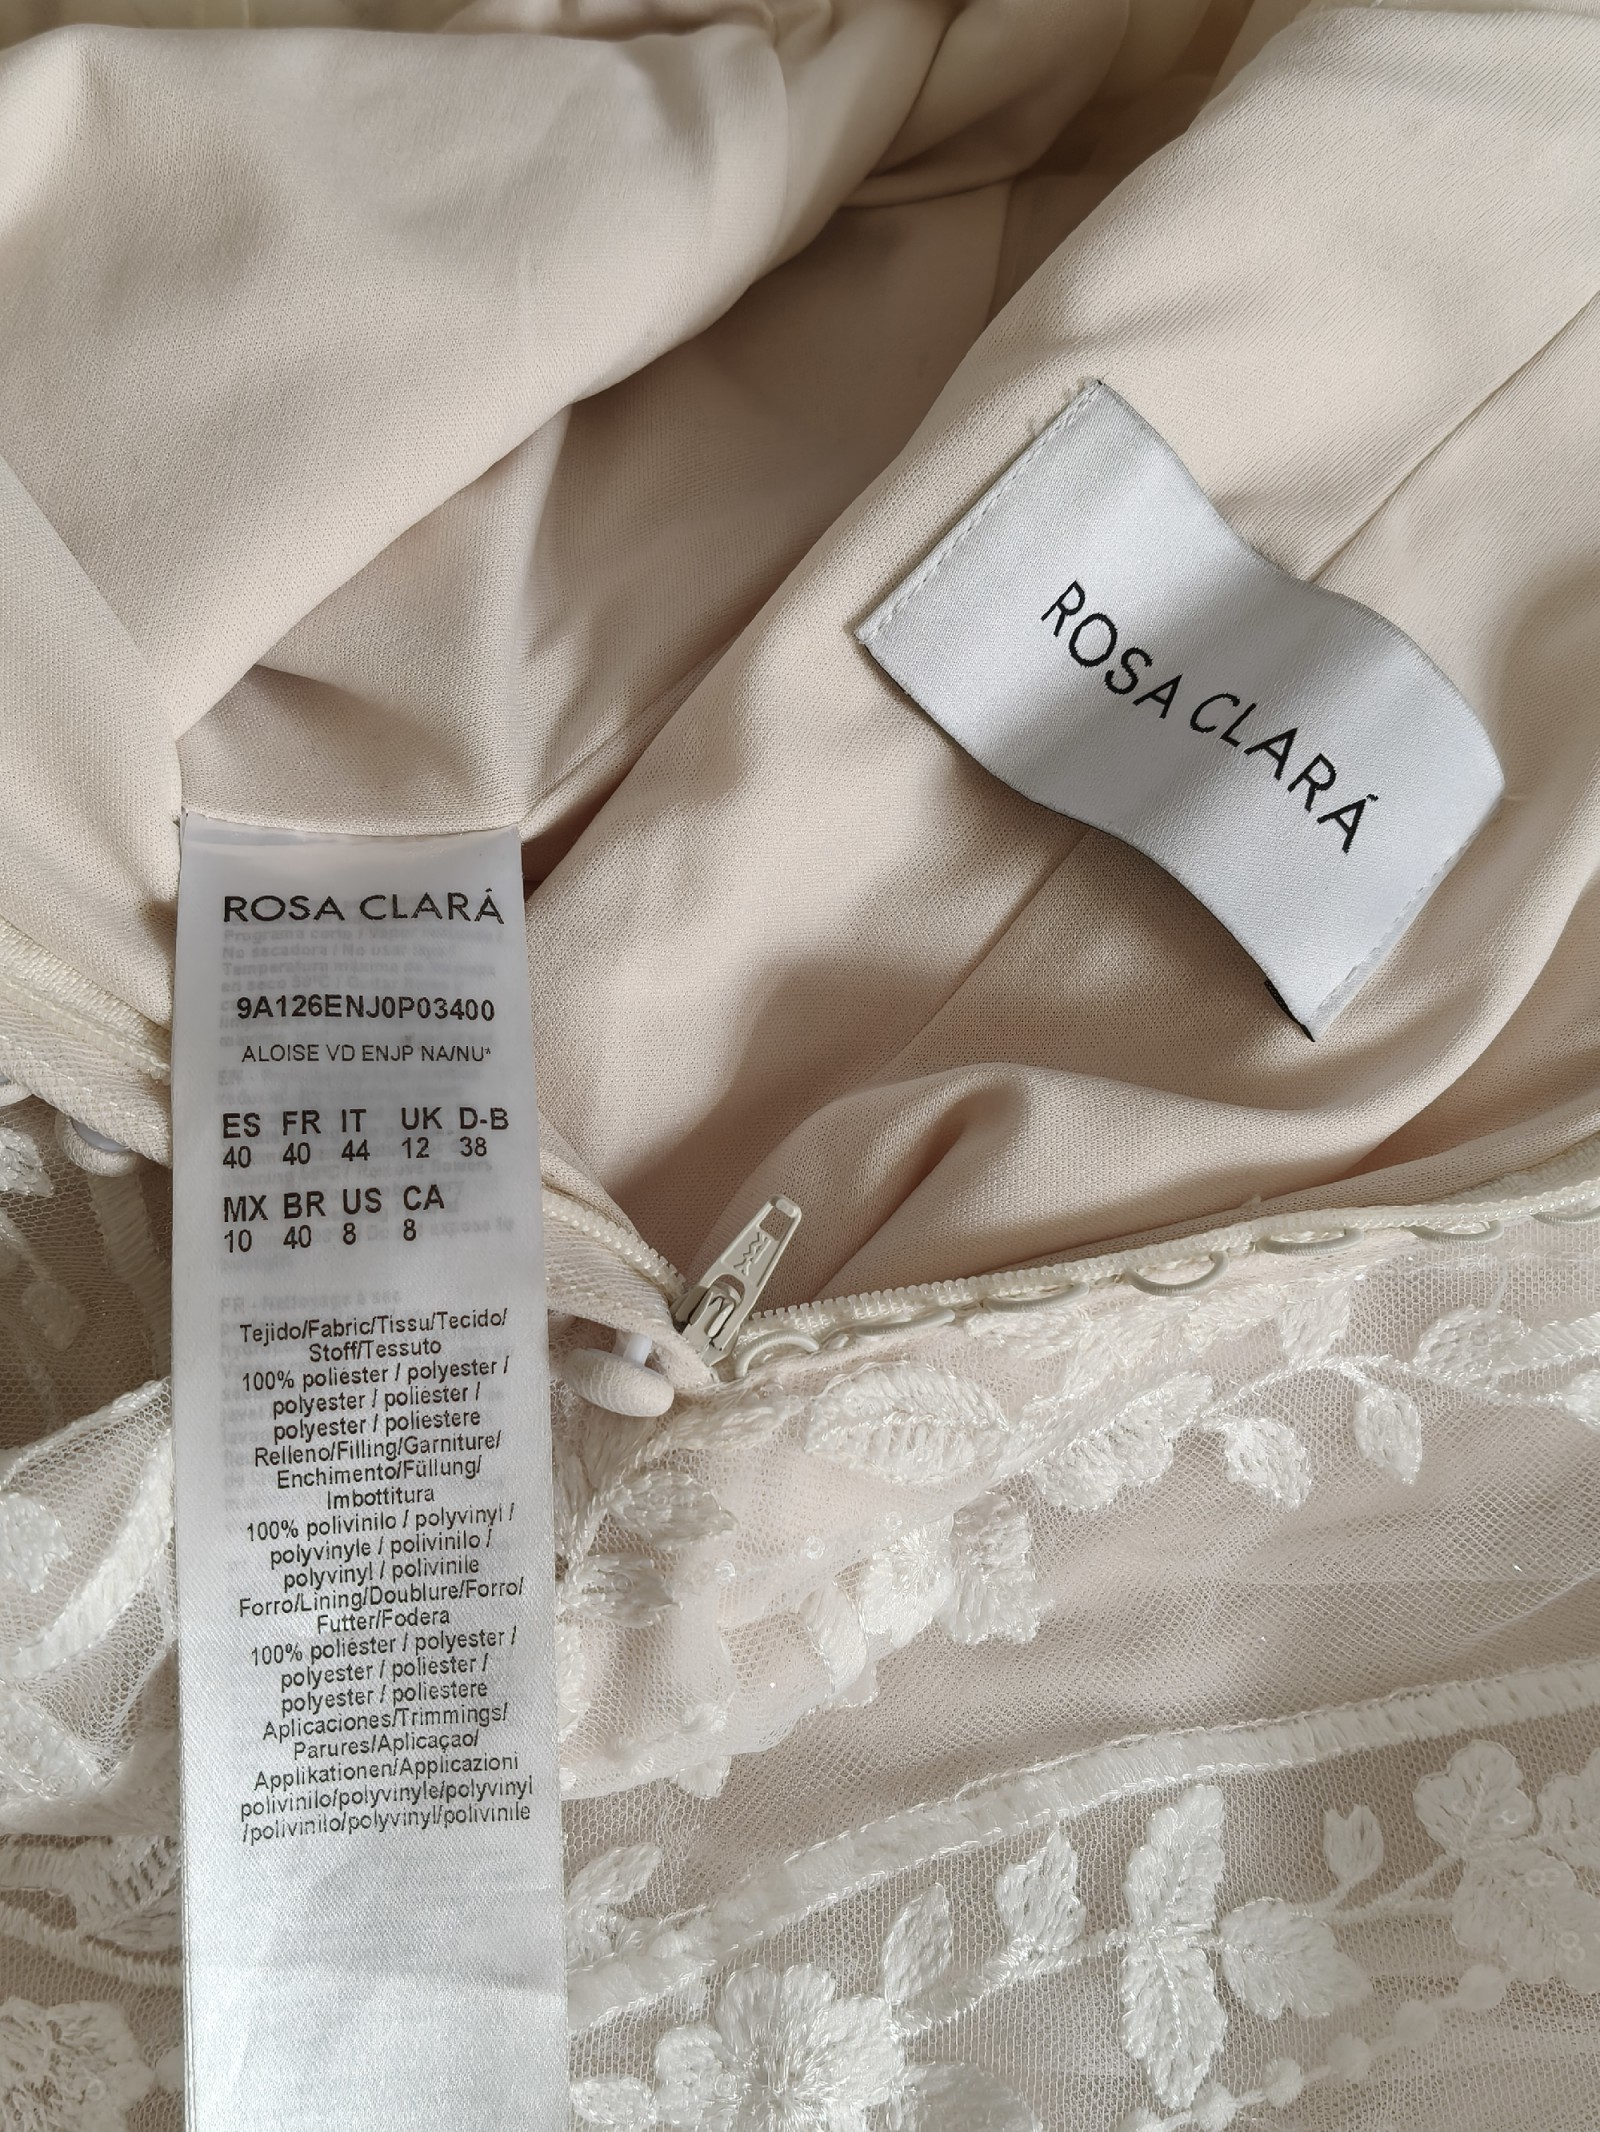 ROSA CLARÁ
ROSA CLARÁ
9A126ENJ0P03400
ALOISE VD ENJP NA/NU*
ES FR IT UK D-B
40 40 44 12 38
MX BR US CA
10 40 8 8
Tejido/Fabric/Tissu/Tecido/
Stoff/Tessuto
100% poliéster / polyester /
polyester / poliester /
polyester / poliestere
Relleno/Filling/Garniture/
Enchimento/Füllung/
Imbottitura
100% polivinilo / polyvinyl /
polyvinyle / polivinilo /
polyvinyl / polivinile
Forro/Lining/Doublure/Forro/
Futter/Fodera
100% poliéster / polyester /
polyester / poliester /
polyester / poliestere
Aplicaciones/Trimmings/
Parures/Aplicaçao/
Applikationen/Applicazioni
polivinilo/polyvinyle/polyvinyl
/polivinilo/polyvinyl/polivinile